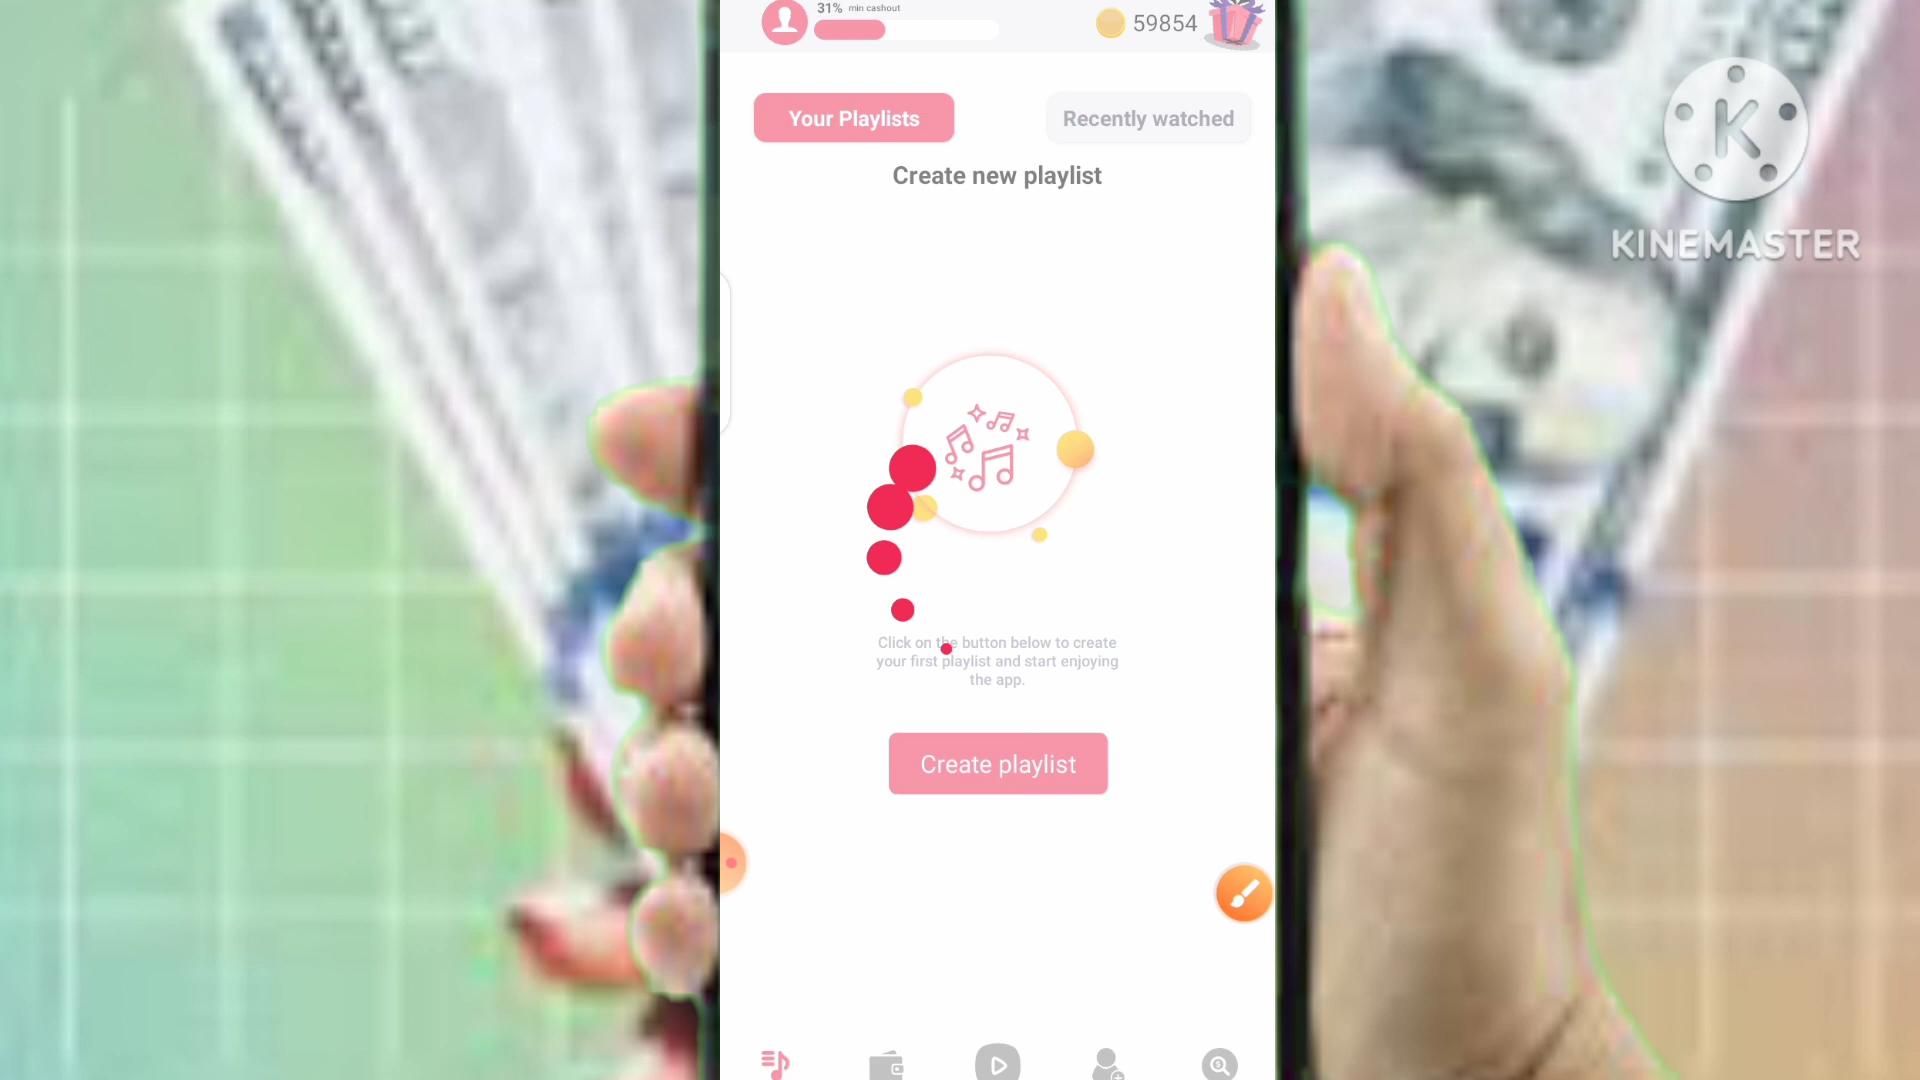 31% min cashout
59854
Your Playlists
Recently watched
Create new playlist
K
KINEMASTER
Click on the button below to create
your first playlist and start enjoying
the app.
Create playlist